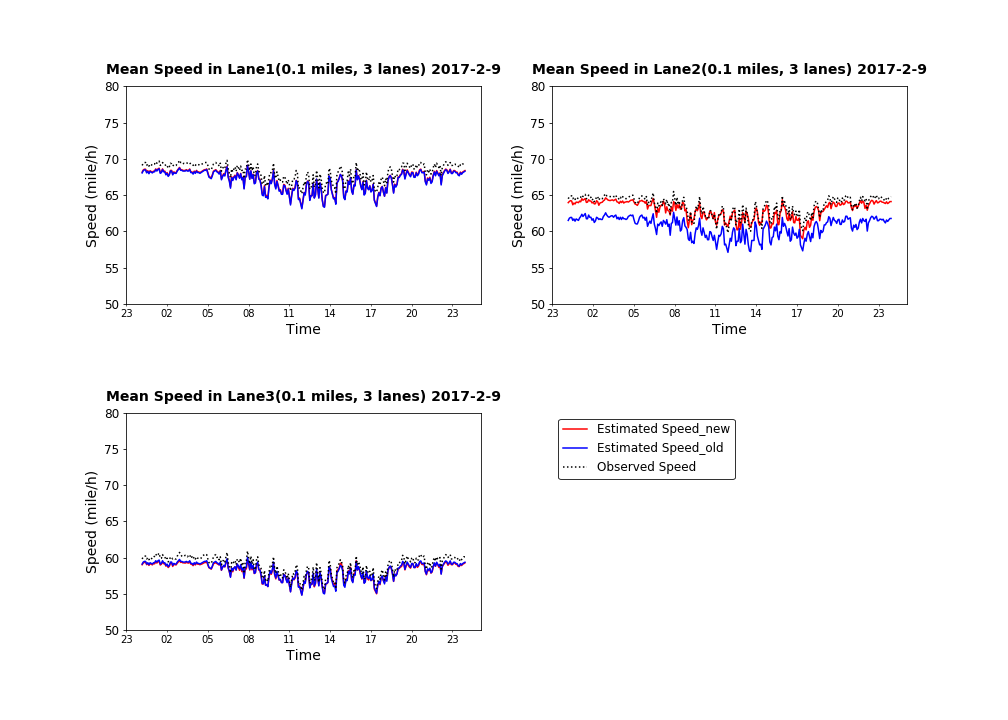 Mean Speed in Lane1(0.1 miles, 3 lanes) 2017-2-9
80
75
70
65
60
55
50
Speed (mile/h)
23 02 05 08 11 14 17 20 23
Time
Mean Speed in Lane2(0.1 miles, 3 lanes) 2017-2-9
80
75
70
65
60
55
50
Speed (mile/h)
23 02 05 08 11 14 17 20 23
Time
Mean Speed in Lane3(0.1 miles, 3 lanes) 2017-2-9
80
75
70
65
60
55
50
Speed (mile/h)
23 02 05 08 11 14 17 20 23
Time
Estimated Speed_new
Estimated Speed_old
Observed Speed